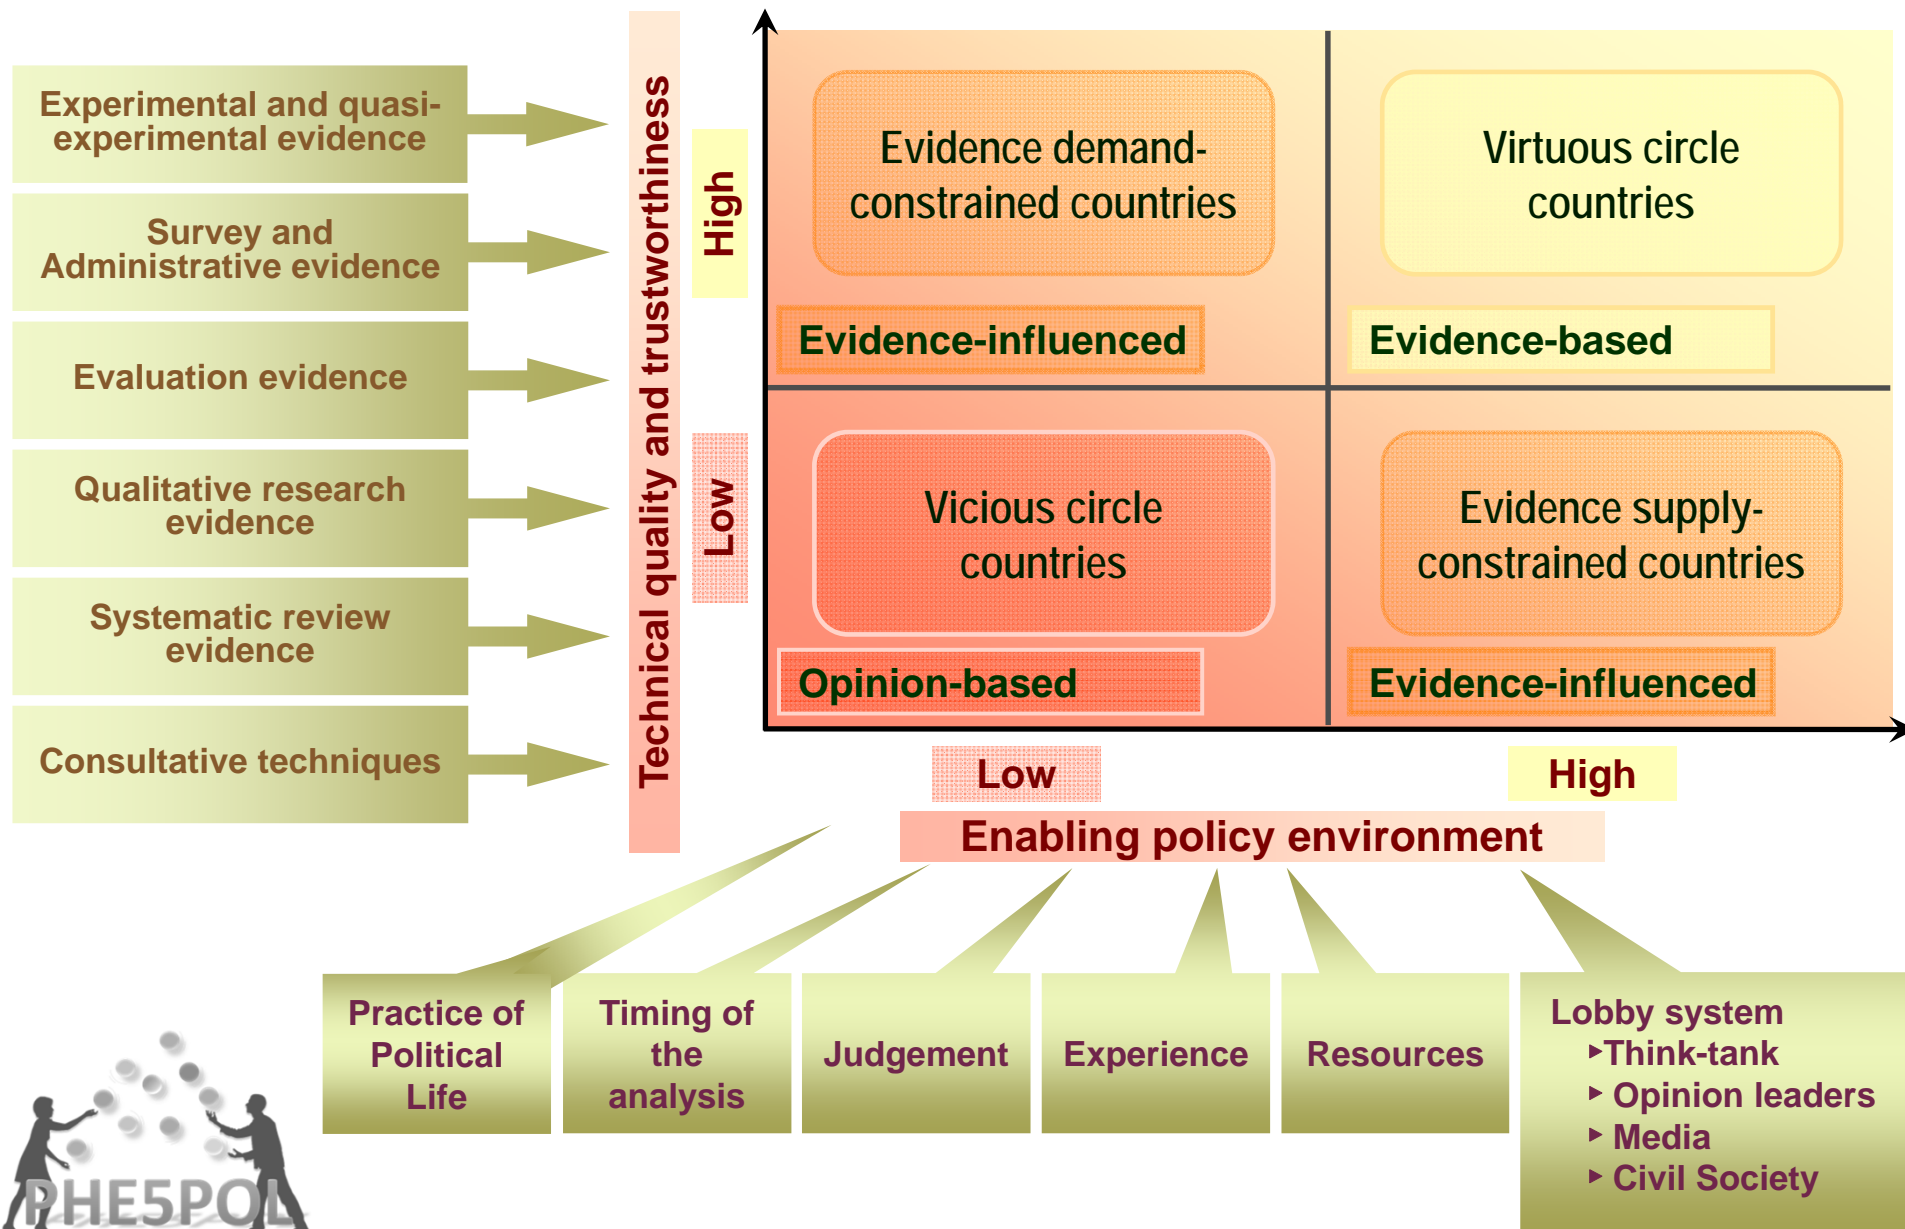 Experimental and quasi-
experimental evidence
Survey and
Administrative evidence
Evaluation evidence
Qualitative research
evidence
Systematic review
evidence
Consultative techniques
Technical quality and trustworthiness
High
Low
Evidence demand-
constrained countries
Evidence-influenced
Virtuous circle
countries
Evidence-based
Vicious circle
countries
Opinion-based
Evidence supply-
constrained countries
Evidence-influenced
Low
High
Enabling policy environment
Practice of
Political
Life
Timing of
the
analysis
Judgement
Experience
Resources
Lobby system
▸Think-tank
▸ Opinion leaders
▸ Media
▸ Civil Society
PHE5POL